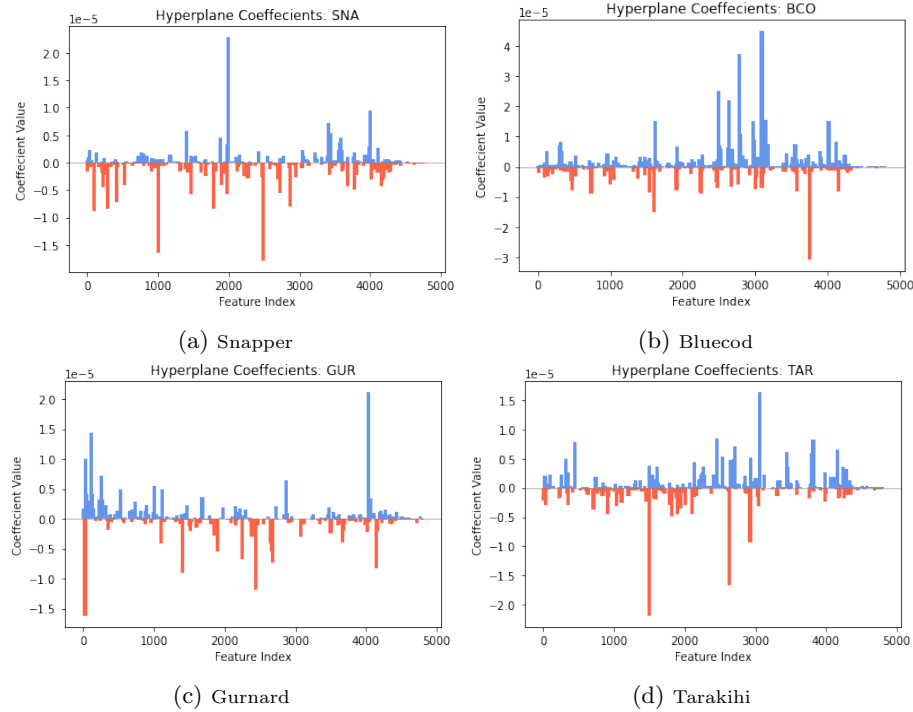 Hyperplane Coeffecients: SNA
1e−5
2.0
1.5
1.0
0.5
0.0
−0.5
−1.0
−1.5
Coeffecient Value
0 1000 2000 3000 4000 5000
Feature Index
(a) Snapper
Hyperplane Coeffecients: BCO
1e−5
4
3
2
1
0
−1
−2
−3
Coeffecient Value
0 1000 2000 3000 4000 5000
Feature Index
(b) Bluecod
Hyperplane Coeffecients: GUR
1e−5
2.0
1.5
1.0
0.5
0.0
−0.5
−1.0
−1.5
Coeffecient Value
0 1000 2000 3000 4000 5000
Feature Index
(c) Gurnard
Hyperplane Coeffecients: TAR
1e−5
1.5
1.0
0.5
0.0
−0.5
−1.0
−1.5
−2.0
Coeffecient Value
0 1000 2000 3000 4000 5000
Feature Index
(d) Tarakihi